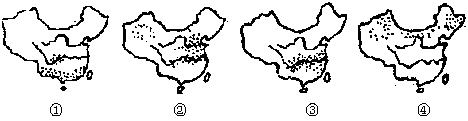 ① ② ③ ④